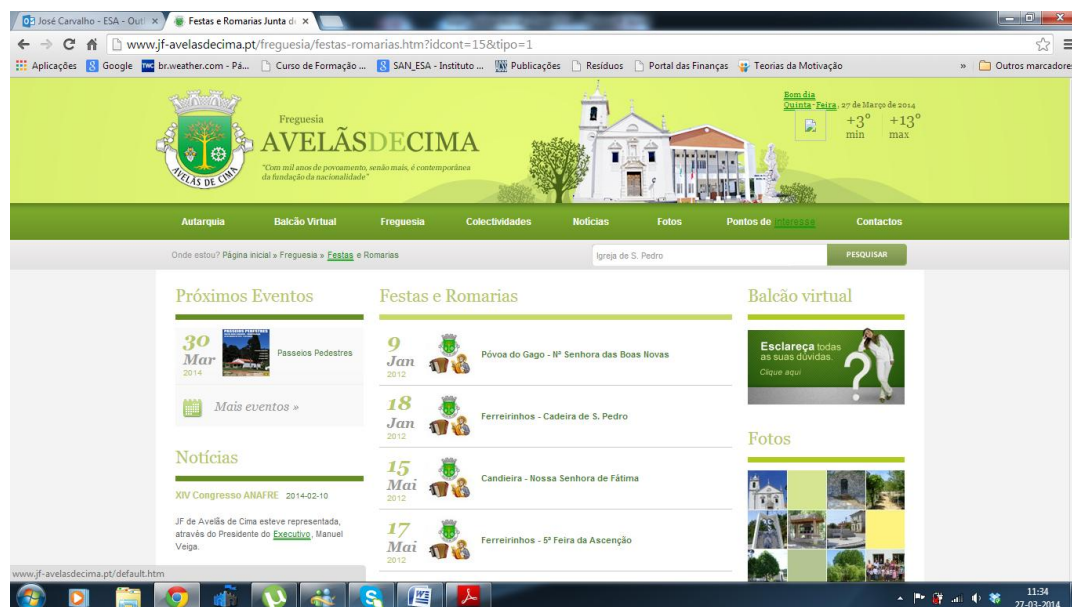 José Carvalho - ESA - Outl
Festas e Romarias Junta d
www.jf-avelasdecima.pt/freguesia/festas-romarias.htm?idcont=15&tipo=1
Aplicações Google br.weather.com - Pá... Curso de Formação ... SAN_ESA - Instituto ... Publicações Resíduos Portal das Finanças Teorias da Motivação » Outros marcadores
Freguesia
AVELÃSDECIMA
"Com mil anos de povoamento, senão mais, é contemporânea
da fundação da nacionalidade"
AVELÃS DE CIMA
Bom dia
Quinta-Feira, 27 de Março de 2014
+3° +13°
min max
Autarquia Balcão Virtual Freguesia Colectividades Notícias Fotos Pontos de interesse Contactos
Onde estou? Página inicial » Freguesia » Festas e Romarias
Igreja de S. Pedro
PESQUISAR
Próximos Eventos
30
Mar
2014
PASSEIOS PEDESTRES
Passeios Pedestres
Mais eventos »
Notícias
XIV Congresso ANAFRE 2014-02-10
JF de Avelãs de Cima esteve representada,
através do Presidente do Executivo, Manuel
Veiga.
Festas e Romarias
9
Jan
2012
Póvoa do Gago - Nª Senhora das Boas Novas
18
Jan
2012
Ferreirinhos - Cadeira de S. Pedro
15
Mai
2012
Candieira - Nossa Senhora de Fátima
17
Mai
2012
Ferreirinhos - 5ª Feira da Ascenção
Balcão virtual
Esclareça todas
as suas dúvidas.
Clique aqui
Fotos
www.jf-avelasdecima.pt/default.htm
11:34
27-03-2014